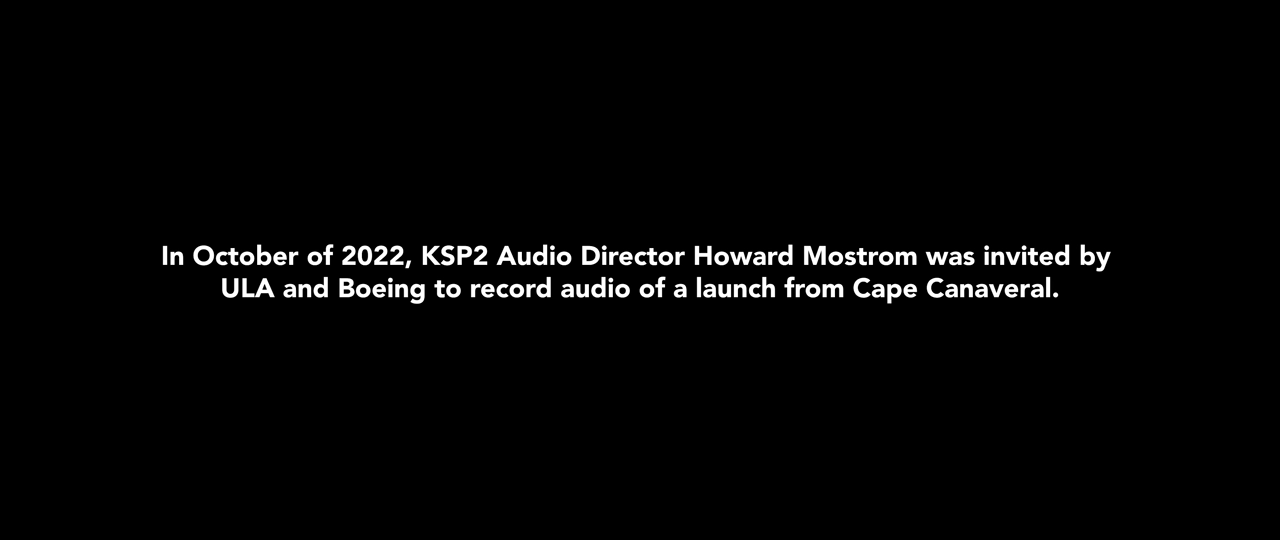 In October of 2022, KSP2 Audio Director Howard Mostrom was invited by
ULA and Boeing to record audio of a launch from Cape Canaveral.